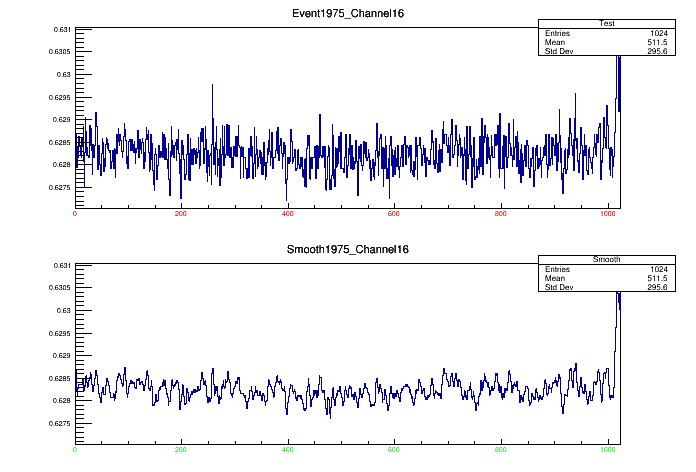 Event1975_Channel16
Test
Entries 1024
Mean 511.5
Std Dev 295.6
0.631
0.6305
0.63
0.6295
0.629
0.6285
0.628
0.6275
0 200 400 600 800 1000
Smooth1975_Channel16
Smooth
Entries 1024
Mean 511.5
Std Dev 295.6
0.631
0.6305
0.63
0.6295
0.629
0.6285
0.628
0.6275
0 200 400 600 800 1000